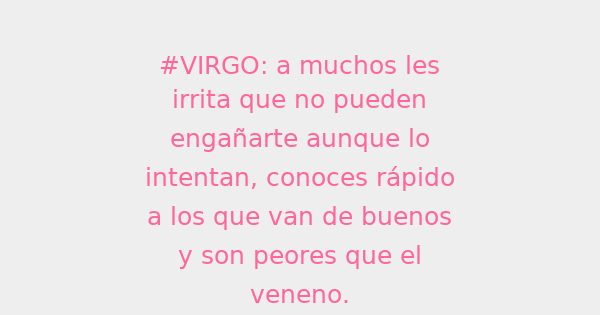 #VIRGO: a muchos les
irrita que no pueden
engañarte aunque lo
intentan, conoces rápido
a los que van de buenos
y son peores que el
veneno.